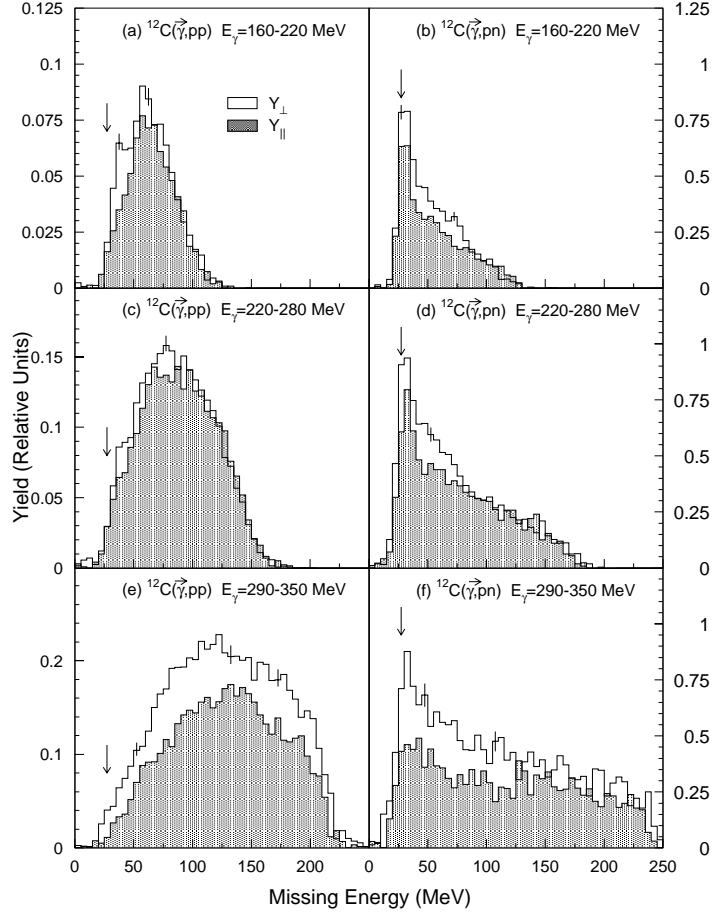 0.125
0.1
0.075
0.05
0.025
0
(a) ¹²C(γ⃗,pp) Eγ=160-220 MeV
Y⊥
Y||
(b) ¹²C(γ⃗,pn) Eγ=160-220 MeV
1.25
1
0.75
0.5
0.25
0
Yield (Relative Units)
0.15
0.1
0.05
0
(c) ¹²C(γ⃗,pp) Eγ=220-280 MeV
(d) ¹²C(γ⃗,pn) Eγ=220-280 MeV
1
0.75
0.5
0.25
0
0.2
0.1
0
(e) ¹²C(γ⃗,pp) Eγ=290-350 MeV
(f) ¹²C(γ⃗,pn) Eγ=290-350 MeV
1
0.75
0.5
0.25
0
0 50 100 150 200 0 50 100 150 200 250
Missing Energy (MeV)